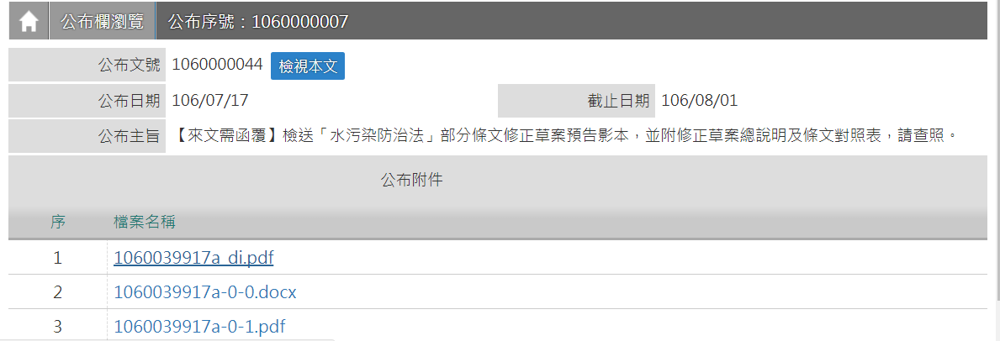 公布欄瀏覽 公布序號：1060000007
公布文號 1060000044 檢視本文
公布日期 106/07/17 截止日期 106/08/01
公布主旨 【來文需函覆】檢送「水污染防治法」部分條文修正草案預告影本，並附修正草案總說明及條文對照表，請查照。
公布附件
序 檔案名稱
1 1060039917a_di.pdf
2 1060039917a-0-0.docx
3 1060039917a-0-1.pdf